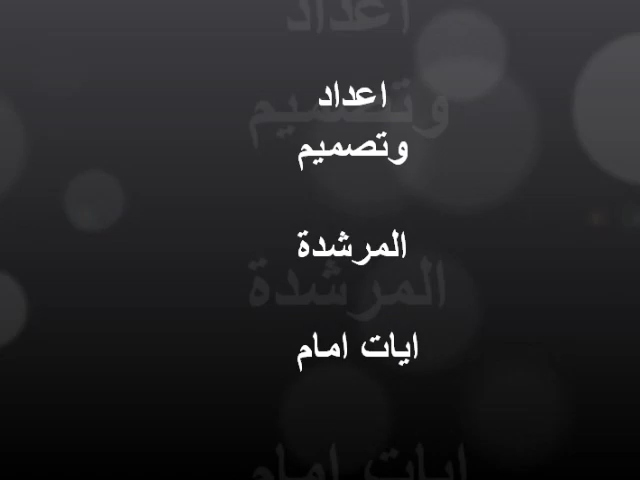 اعداد
وتصميم
المرشدة
ايات امام